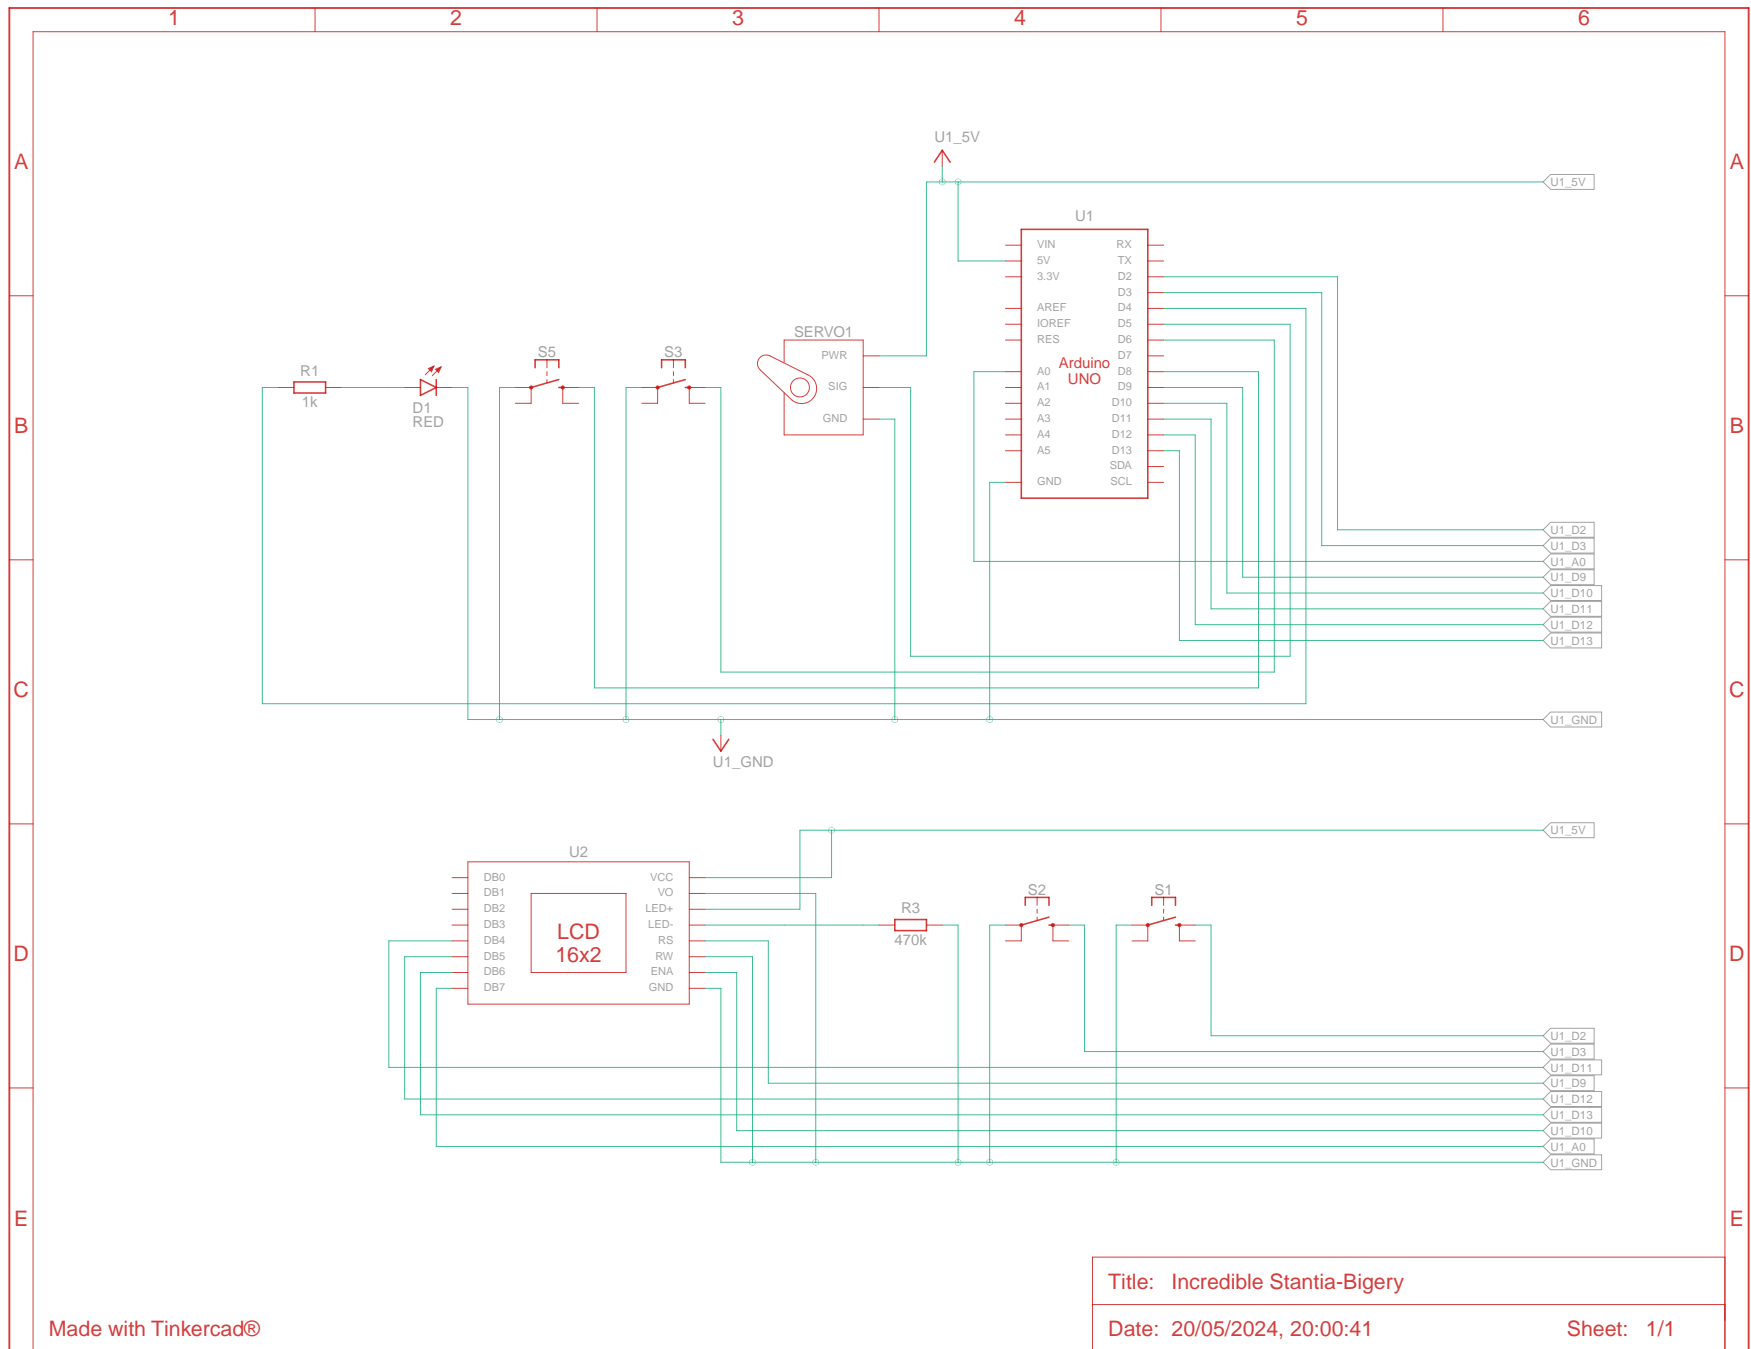 1 2 3 4 5 6
A A
U1_5V
U1_5V
U1
VIN RX
5V TX
3.3V D2
D3
AREF D4
IOREF D5
RES D6
D7
A0 D8
A1 D9
A2 D10
A3 D11
A4 D12
A5 D13
SDA
GND SCL
Arduino
UNO
B B
SERVO1
PWR
SIG
GND
S5
S3
R1
1k
D1
RED
U1_D2
U1_D3
U1_A0
U1_D9
U1_D10
U1_D11
U1_D12
U1_D13
C C
U1_GND
U1_GND
U1_5V
D D
U2
DB0 VCC
DB1 VO
DB2 LED+
DB3 LED-
DB4 RS
DB5 RW
DB6 ENA
DB7 GND
LCD
16x2
R3
470k
S2
S1
U1_D2
U1_D3
U1_D11
U1_D9
U1_D12
U1_D13
U1_D10
U1_A0
U1_GND
E E
Title: Incredible Stantia-Bigery
Made with Tinkercad®
Date: 20/05/2024, 20:00:41 Sheet: 1/1